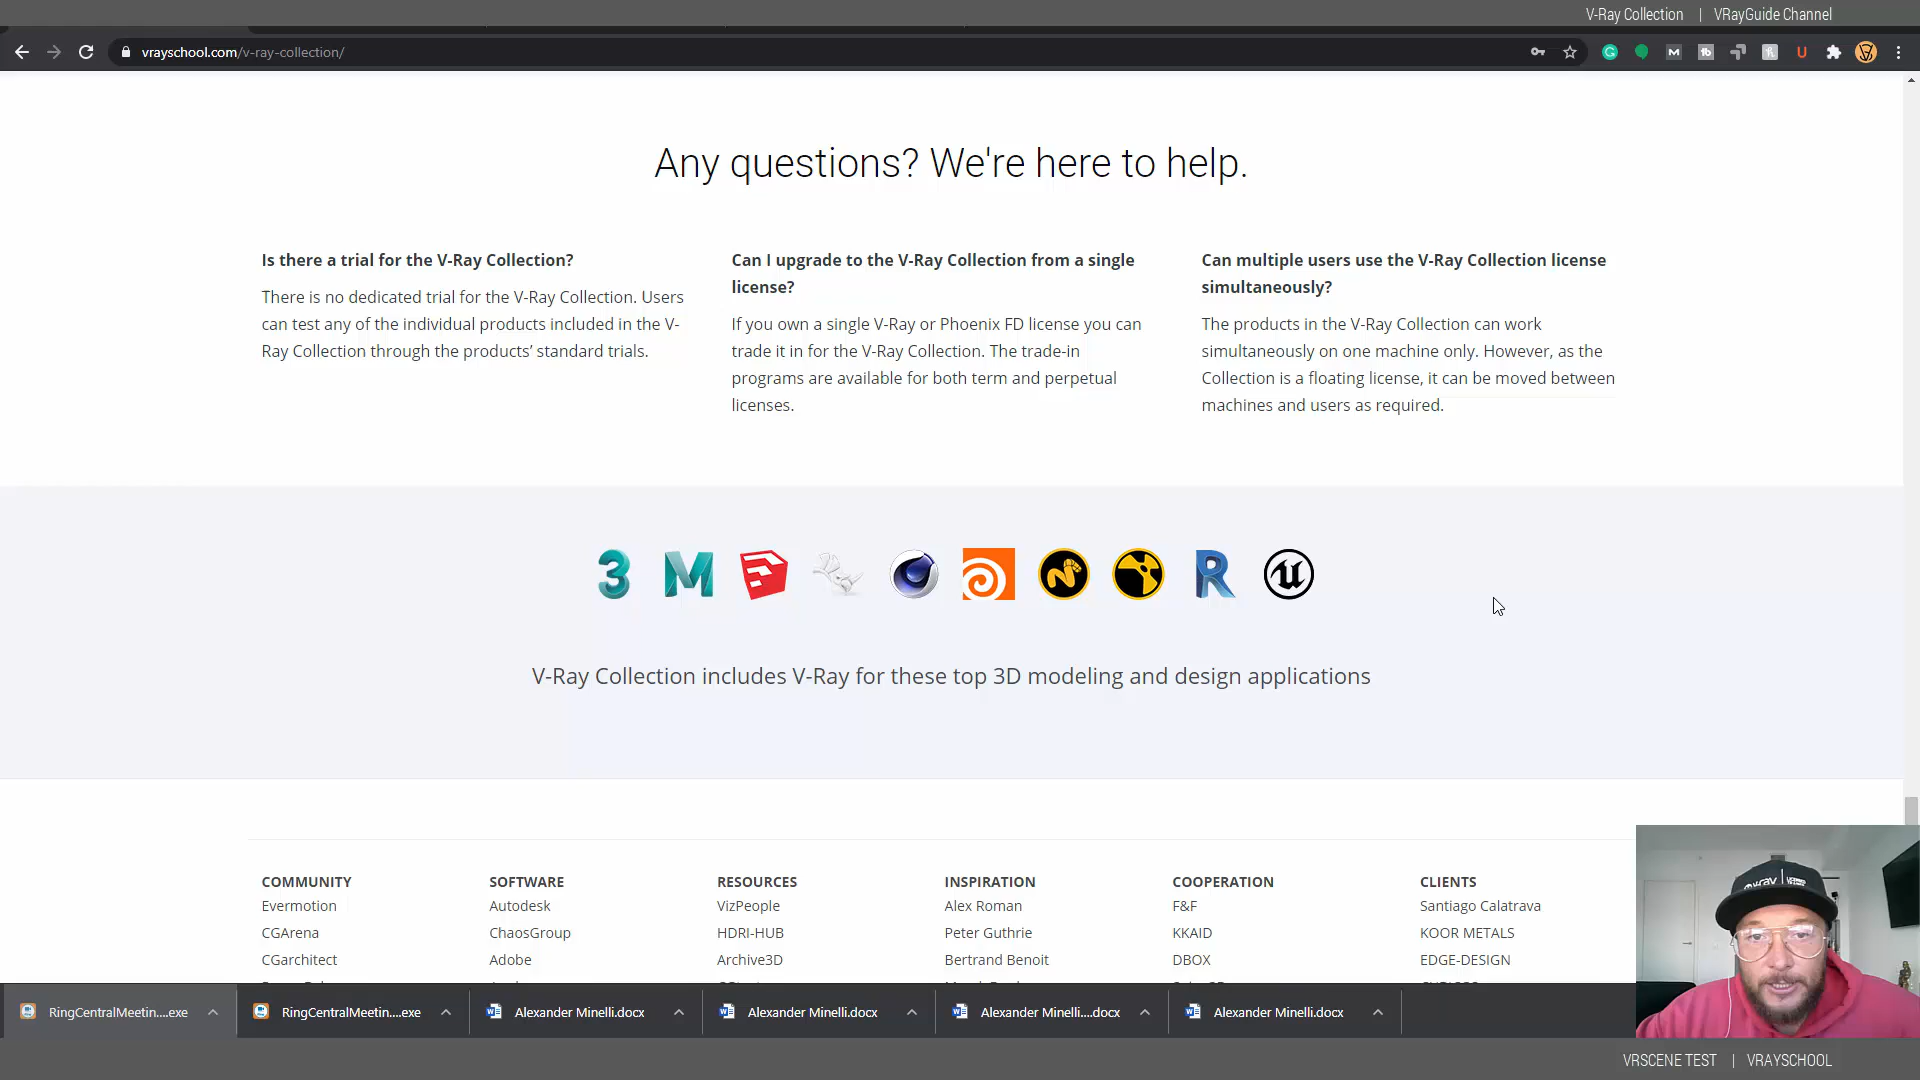 V-Ray Collection | VRayGuide Channel
vrayschool.com/v-ray-collection/
Any questions? We're here to help.
Is there a trial for the V-Ray Collection?
There is no dedicated trial for the V-Ray Collection. Users
can test any of the individual products included in the V-
Ray Collection through the products’ standard trials.
Can I upgrade to the V-Ray Collection from a single
license?
If you own a single V-Ray or Phoenix FD license you can
trade it in for the V-Ray Collection. The trade-in
programs are available for both term and perpetual
licenses.
Can multiple users use the V-Ray Collection license
simultaneously?
The products in the V-Ray Collection can work
simultaneously on one machine only. However, as the
Collection is a floating license, it can be moved between
machines and users as required.
V-Ray Collection includes V-Ray for these top 3D modeling and design applications
COMMUNITY
Evermotion
CGArena
CGarchitect
SOFTWARE
Autodesk
ChaosGroup
Adobe
RESOURCES
VizPeople
HDRI-HUB
Archive3D
INSPIRATION
Alex Roman
Peter Guthrie
Bertrand Benoit
COOPERATION
F&F
KKAID
DBOX
CLIENTS
Santiago Calatrava
KOOR METALS
EDGE-DESIGN
RingCentralMeetin....exe
RingCentralMeetin....exe
Alexander Minelli.docx
Alexander Minelli.docx
Alexander Minelli....docx
Alexander Minelli.docx
VRSCENE TEST | VRAYSCHOOL